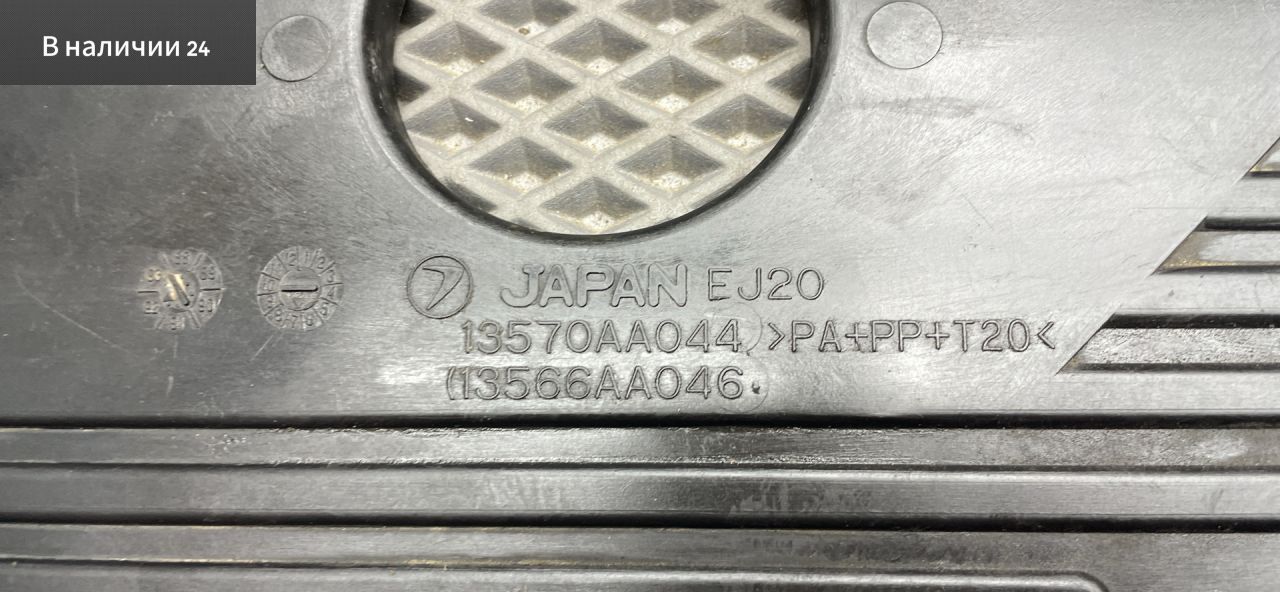 В наличии 24
JAPAN EJ20
13570AA044 >PA+PP+T20<
(13566AA046